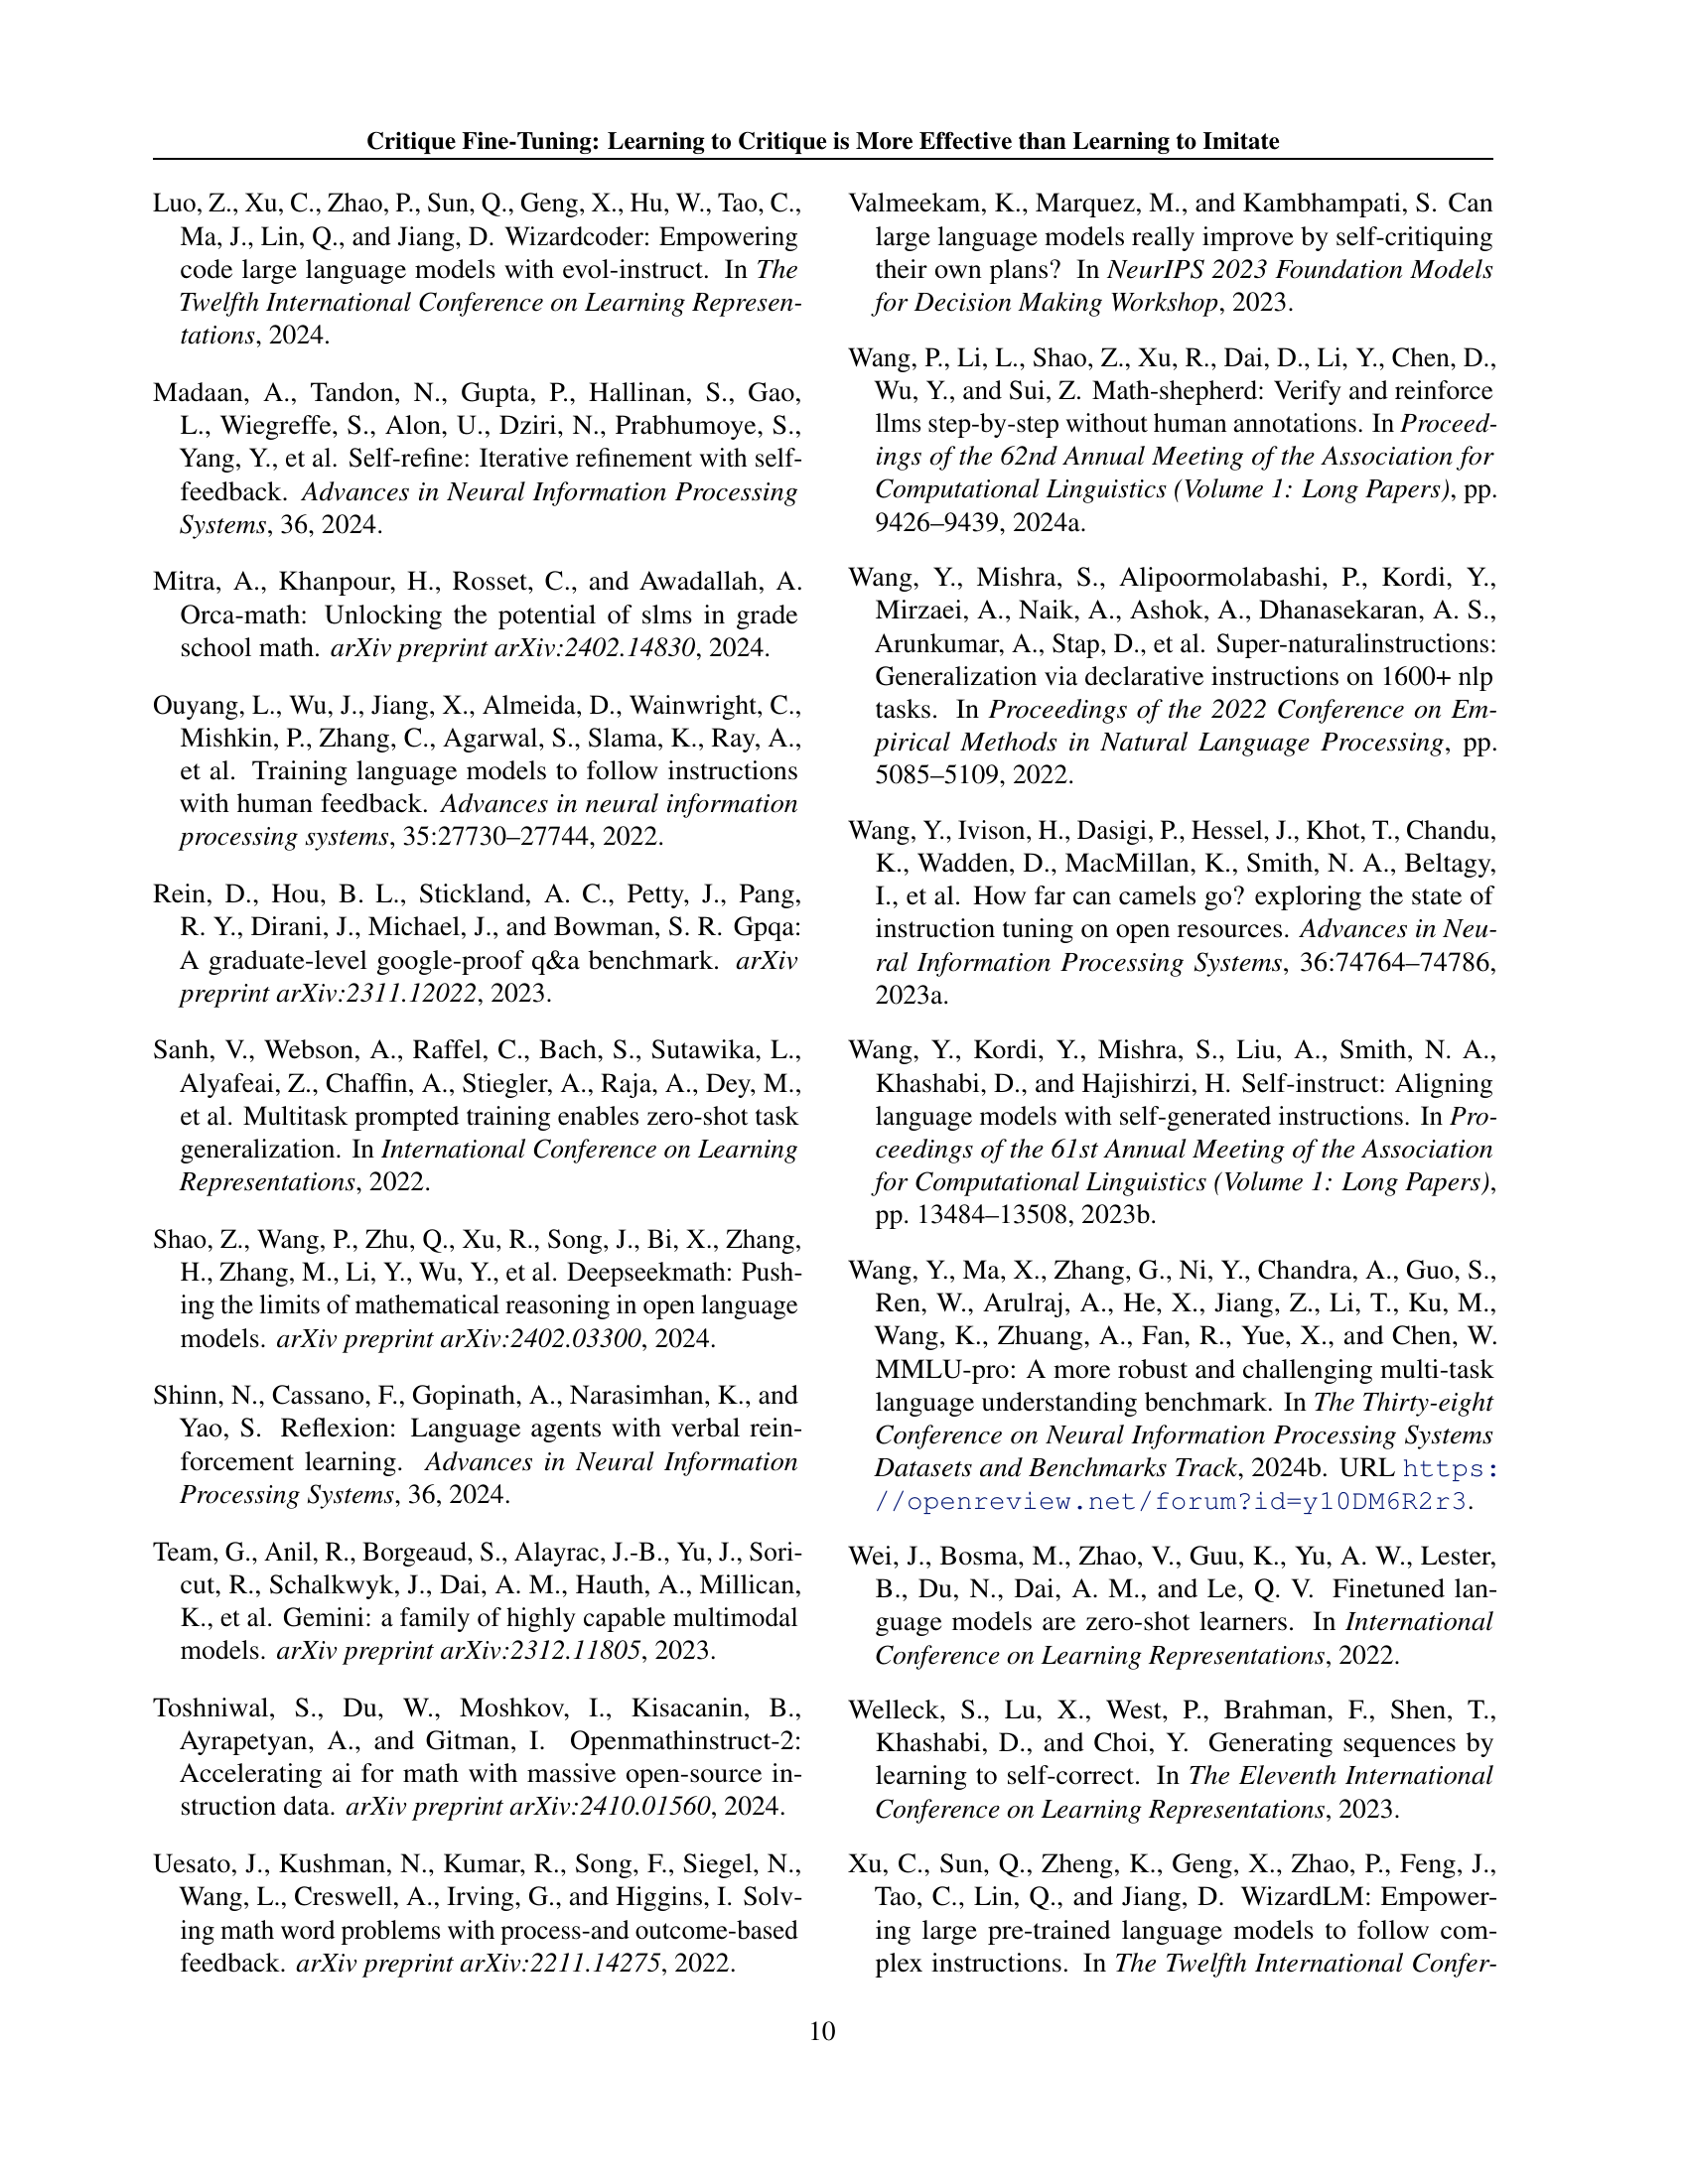 Critique Fine-Tuning: Learning to Critique is More Effective than Learning to Imitate
Luo, Z., Xu, C., Zhao, P., Sun, Q., Geng, X., Hu, W., Tao, C.,
Ma, J., Lin, Q., and Jiang, D. Wizardcoder: Empowering
code large language models with evol-instruct. In The
Twelfth International Conference on Learning Represen-
tations, 2024.
Madaan, A., Tandon, N., Gupta, P., Hallinan, S., Gao,
L., Wiegreffe, S., Alon, U., Dziri, N., Prabhumoye, S.,
Yang, Y., et al. Self-refine: Iterative refinement with self-
feedback. Advances in Neural Information Processing
Systems, 36, 2024.
Mitra, A., Khanpour, H., Rosset, C., and Awadallah, A.
Orca-math: Unlocking the potential of slms in grade
school math. arXiv preprint arXiv:2402.14830, 2024.
Ouyang, L., Wu, J., Jiang, X., Almeida, D., Wainwright, C.,
Mishkin, P., Zhang, C., Agarwal, S., Slama, K., Ray, A.,
et al. Training language models to follow instructions
with human feedback. Advances in neural information
processing systems, 35:27730–27744, 2022.
Rein, D., Hou, B. L., Stickland, A. C., Petty, J., Pang,
R. Y., Dirani, J., Michael, J., and Bowman, S. R. Gpqa:
A graduate-level google-proof q&a benchmark. arXiv
preprint arXiv:2311.12022, 2023.
Sanh, V., Webson, A., Raffel, C., Bach, S., Sutawika, L.,
Alyafeai, Z., Chaffin, A., Stiegler, A., Raja, A., Dey, M.,
et al. Multitask prompted training enables zero-shot task
generalization. In International Conference on Learning
Representations, 2022.
Shao, Z., Wang, P., Zhu, Q., Xu, R., Song, J., Bi, X., Zhang,
H., Zhang, M., Li, Y., Wu, Y., et al. Deepseekmath: Push-
ing the limits of mathematical reasoning in open language
models. arXiv preprint arXiv:2402.03300, 2024.
Shinn, N., Cassano, F., Gopinath, A., Narasimhan, K., and
Yao, S. Reflexion: Language agents with verbal rein-
forcement learning. Advances in Neural Information
Processing Systems, 36, 2024.
Team, G., Anil, R., Borgeaud, S., Alayrac, J.-B., Yu, J., Sori-
cut, R., Schalkwyk, J., Dai, A. M., Hauth, A., Millican,
K., et al. Gemini: a family of highly capable multimodal
models. arXiv preprint arXiv:2312.11805, 2023.
Toshniwal, S., Du, W., Moshkov, I., Kisacanin, B.,
Ayrapetyan, A., and Gitman, I. Openmathinstruct-2:
Accelerating ai for math with massive open-source in-
struction data. arXiv preprint arXiv:2410.01560, 2024.
Uesato, J., Kushman, N., Kumar, R., Song, F., Siegel, N.,
Wang, L., Creswell, A., Irving, G., and Higgins, I. Solv-
ing math word problems with process-and outcome-based
feedback. arXiv preprint arXiv:2211.14275, 2022.
Valmeekam, K., Marquez, M., and Kambhampati, S. Can
large language models really improve by self-critiquing
their own plans? In NeurIPS 2023 Foundation Models
for Decision Making Workshop, 2023.
Wang, P., Li, L., Shao, Z., Xu, R., Dai, D., Li, Y., Chen, D.,
Wu, Y., and Sui, Z. Math-shepherd: Verify and reinforce
llms step-by-step without human annotations. In Proceed-
ings of the 62nd Annual Meeting of the Association for
Computational Linguistics (Volume 1: Long Papers), pp.
9426–9439, 2024a.
Wang, Y., Mishra, S., Alipoormolabashi, P., Kordi, Y.,
Mirzaei, A., Naik, A., Ashok, A., Dhanasekaran, A. S.,
Arunkumar, A., Stap, D., et al. Super-naturalinstructions:
Generalization via declarative instructions on 1600+ nlp
tasks. In Proceedings of the 2022 Conference on Em-
pirical Methods in Natural Language Processing, pp.
5085–5109, 2022.
Wang, Y., Ivison, H., Dasigi, P., Hessel, J., Khot, T., Chandu,
K., Wadden, D., MacMillan, K., Smith, N. A., Beltagy,
I., et al. How far can camels go? exploring the state of
instruction tuning on open resources. Advances in Neu-
ral Information Processing Systems, 36:74764–74786,
2023a.
Wang, Y., Kordi, Y., Mishra, S., Liu, A., Smith, N. A.,
Khashabi, D., and Hajishirzi, H. Self-instruct: Aligning
language models with self-generated instructions. In Pro-
ceedings of the 61st Annual Meeting of the Association
for Computational Linguistics (Volume 1: Long Papers),
pp. 13484–13508, 2023b.
Wang, Y., Ma, X., Zhang, G., Ni, Y., Chandra, A., Guo, S.,
Ren, W., Arulraj, A., He, X., Jiang, Z., Li, T., Ku, M.,
Wang, K., Zhuang, A., Fan, R., Yue, X., and Chen, W.
MMLU-pro: A more robust and challenging multi-task
language understanding benchmark. In The Thirty-eight
Conference on Neural Information Processing Systems
Datasets and Benchmarks Track, 2024b. URL https:
//openreview.net/forum?id=y10DM6R2r3.
Wei, J., Bosma, M., Zhao, V., Guu, K., Yu, A. W., Lester,
B., Du, N., Dai, A. M., and Le, Q. V. Finetuned lan-
guage models are zero-shot learners. In International
Conference on Learning Representations, 2022.
Welleck, S., Lu, X., West, P., Brahman, F., Shen, T.,
Khashabi, D., and Choi, Y. Generating sequences by
learning to self-correct. In The Eleventh International
Conference on Learning Representations, 2023.
Xu, C., Sun, Q., Zheng, K., Geng, X., Zhao, P., Feng, J.,
Tao, C., Lin, Q., and Jiang, D. WizardLM: Empower-
ing large pre-trained language models to follow com-
plex instructions. In The Twelfth International Confer-
10